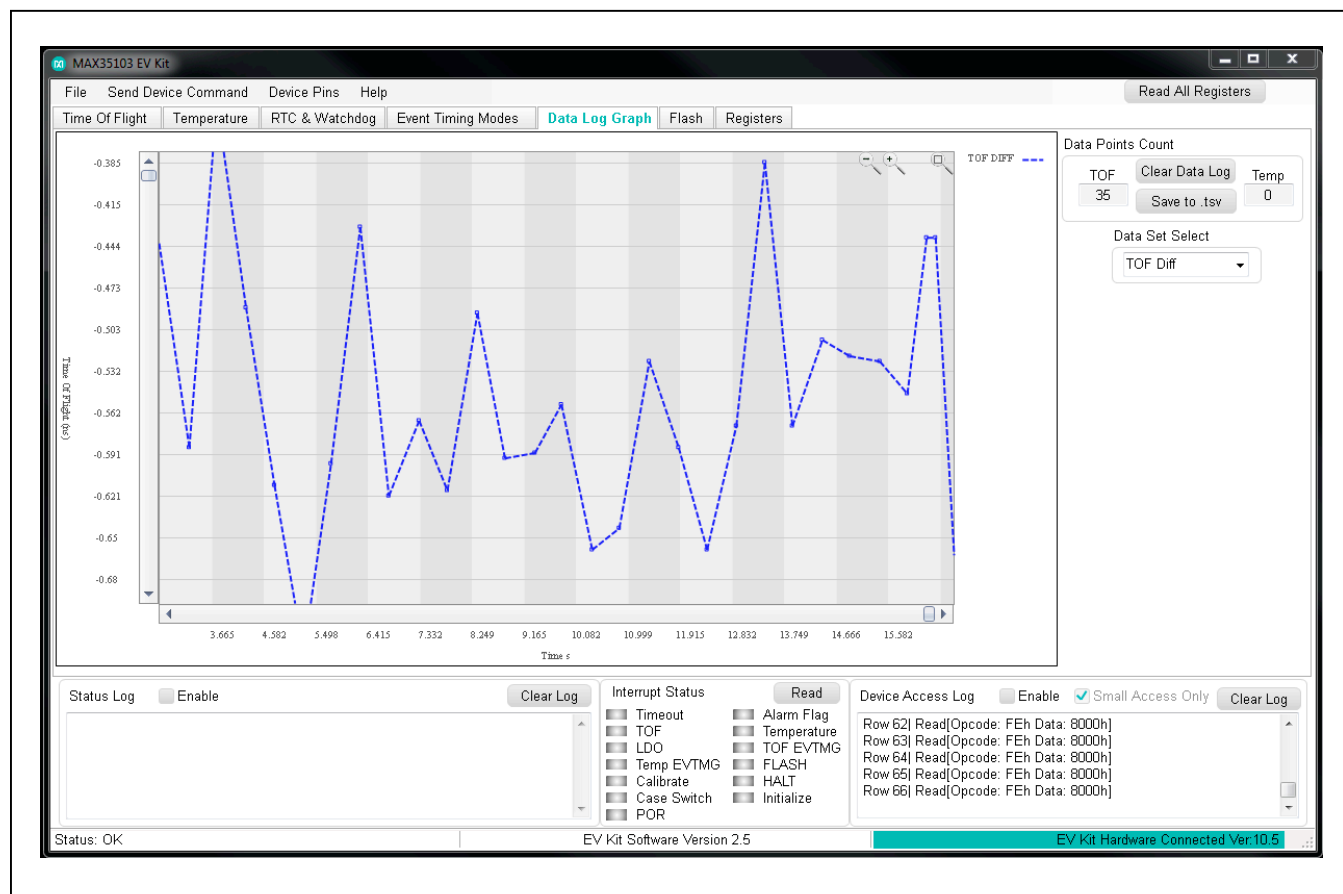 MAX35103 EV Kit
File Send Device Command Device Pins Help
Read All Registers
Time Of Flight Temperature RTC & Watchdog Event Timing Modes Data Log Graph Flash Registers
-0.385
-0.415
-0.444
-0.473
-0.503
-0.532
-0.562
-0.591
-0.621
-0.65
-0.68
Time Of Flight (ns)
3.665 4.582 5.498 6.415 7.332 8.249 9.165 10.082 10.999 11.915 12.832 13.749 14.666 15.582
Time s
TOF DIFF
Data Points Count
TOF
35
Clear Data Log
Save to .tsv
Temp
0
Data Set Select
TOF Diff
Status Log Enable Clear Log
Interrupt Status Read
Timeout
TOF
LDO
Temp EVTMG
Calibrate
Case Switch
POR
Alarm Flag
Temperature
TOF EVTMG
FLASH
HALT
Initialize
Device Access Log Enable Small Access Only Clear Log
Row 62| Read[Opcode: FEh Data: 8000h]
Row 63| Read[Opcode: FEh Data: 8000h]
Row 64| Read[Opcode: FEh Data: 8000h]
Row 65| Read[Opcode: FEh Data: 8000h]
Row 66| Read[Opcode: FEh Data: 8000h]
Status: OK
EV Kit Software Version 2.5
EV Kit Hardware Connected Ver:10.5